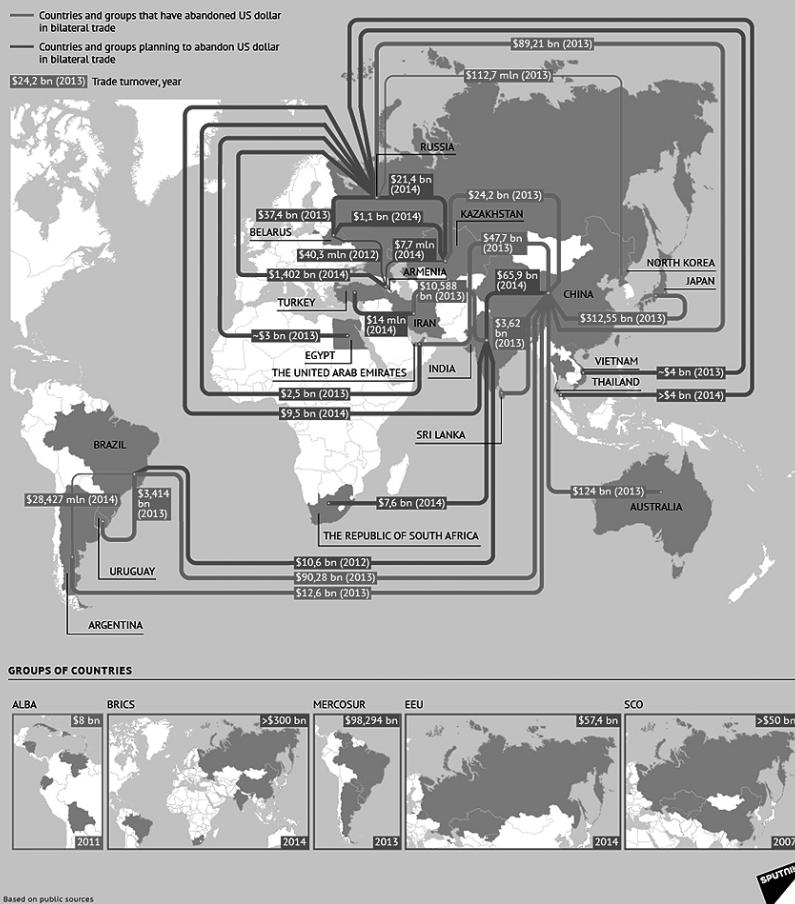 Countries and groups that have abandoned US dollar
in bilateral trade
Countries and groups planning to abandon US dollar
in bilateral trade
$24,2 bn (2013) Trade turnover, year
$89,21 bn (2013)
$112,7 mln (2013)
RUSSIA
$21,4 bn
(2014)
$24,2 bn (2013)
$37,4 bn (2013)
$1,1 bn (2014)
KAZAKHSTAN
BELARUS
$47,7 bn
(2013)
$7,7 mln
(2014)
$40,3 mln (2012)
NORTH KOREA
ARMENIA
$1,402 bn (2014)
$65,9 bn
(2014)
JAPAN
$10,588
bn (2013)
CHINA
TURKEY
$14 mln
(2014)
IRAN
$3,62
bn
(2013)
$312,55 bn (2013)
~$3 bn (2013)
EGYPT
VIETNAM
~$4 bn (2013)
THE UNITED ARAB EMIRATES
INDIA
THAILAND
$2,5 bn (2013)
>$4 bn (2014)
$9,5 bn (2014)
SRI LANKA
BRAZIL
$28,427 mln (2014)
$3,414
bn
(2013)
$124 bn (2013)
$7,6 bn (2014)
AUSTRALIA
THE REPUBLIC OF SOUTH AFRICA
$10,6 bn (2012)
URUGUAY
$90,28 bn (2013)
$12,6 bn (2013)
ARGENTINA
GROUPS OF COUNTRIES
ALBA
$8 bn
2011
BRICS
>$300 bn
2014
MERCOSUR
$98,294 bn
2013
EEU
$57,4 bn
2014
SCO
>$50 bn
2007
SPUTNIK
Based on public sources